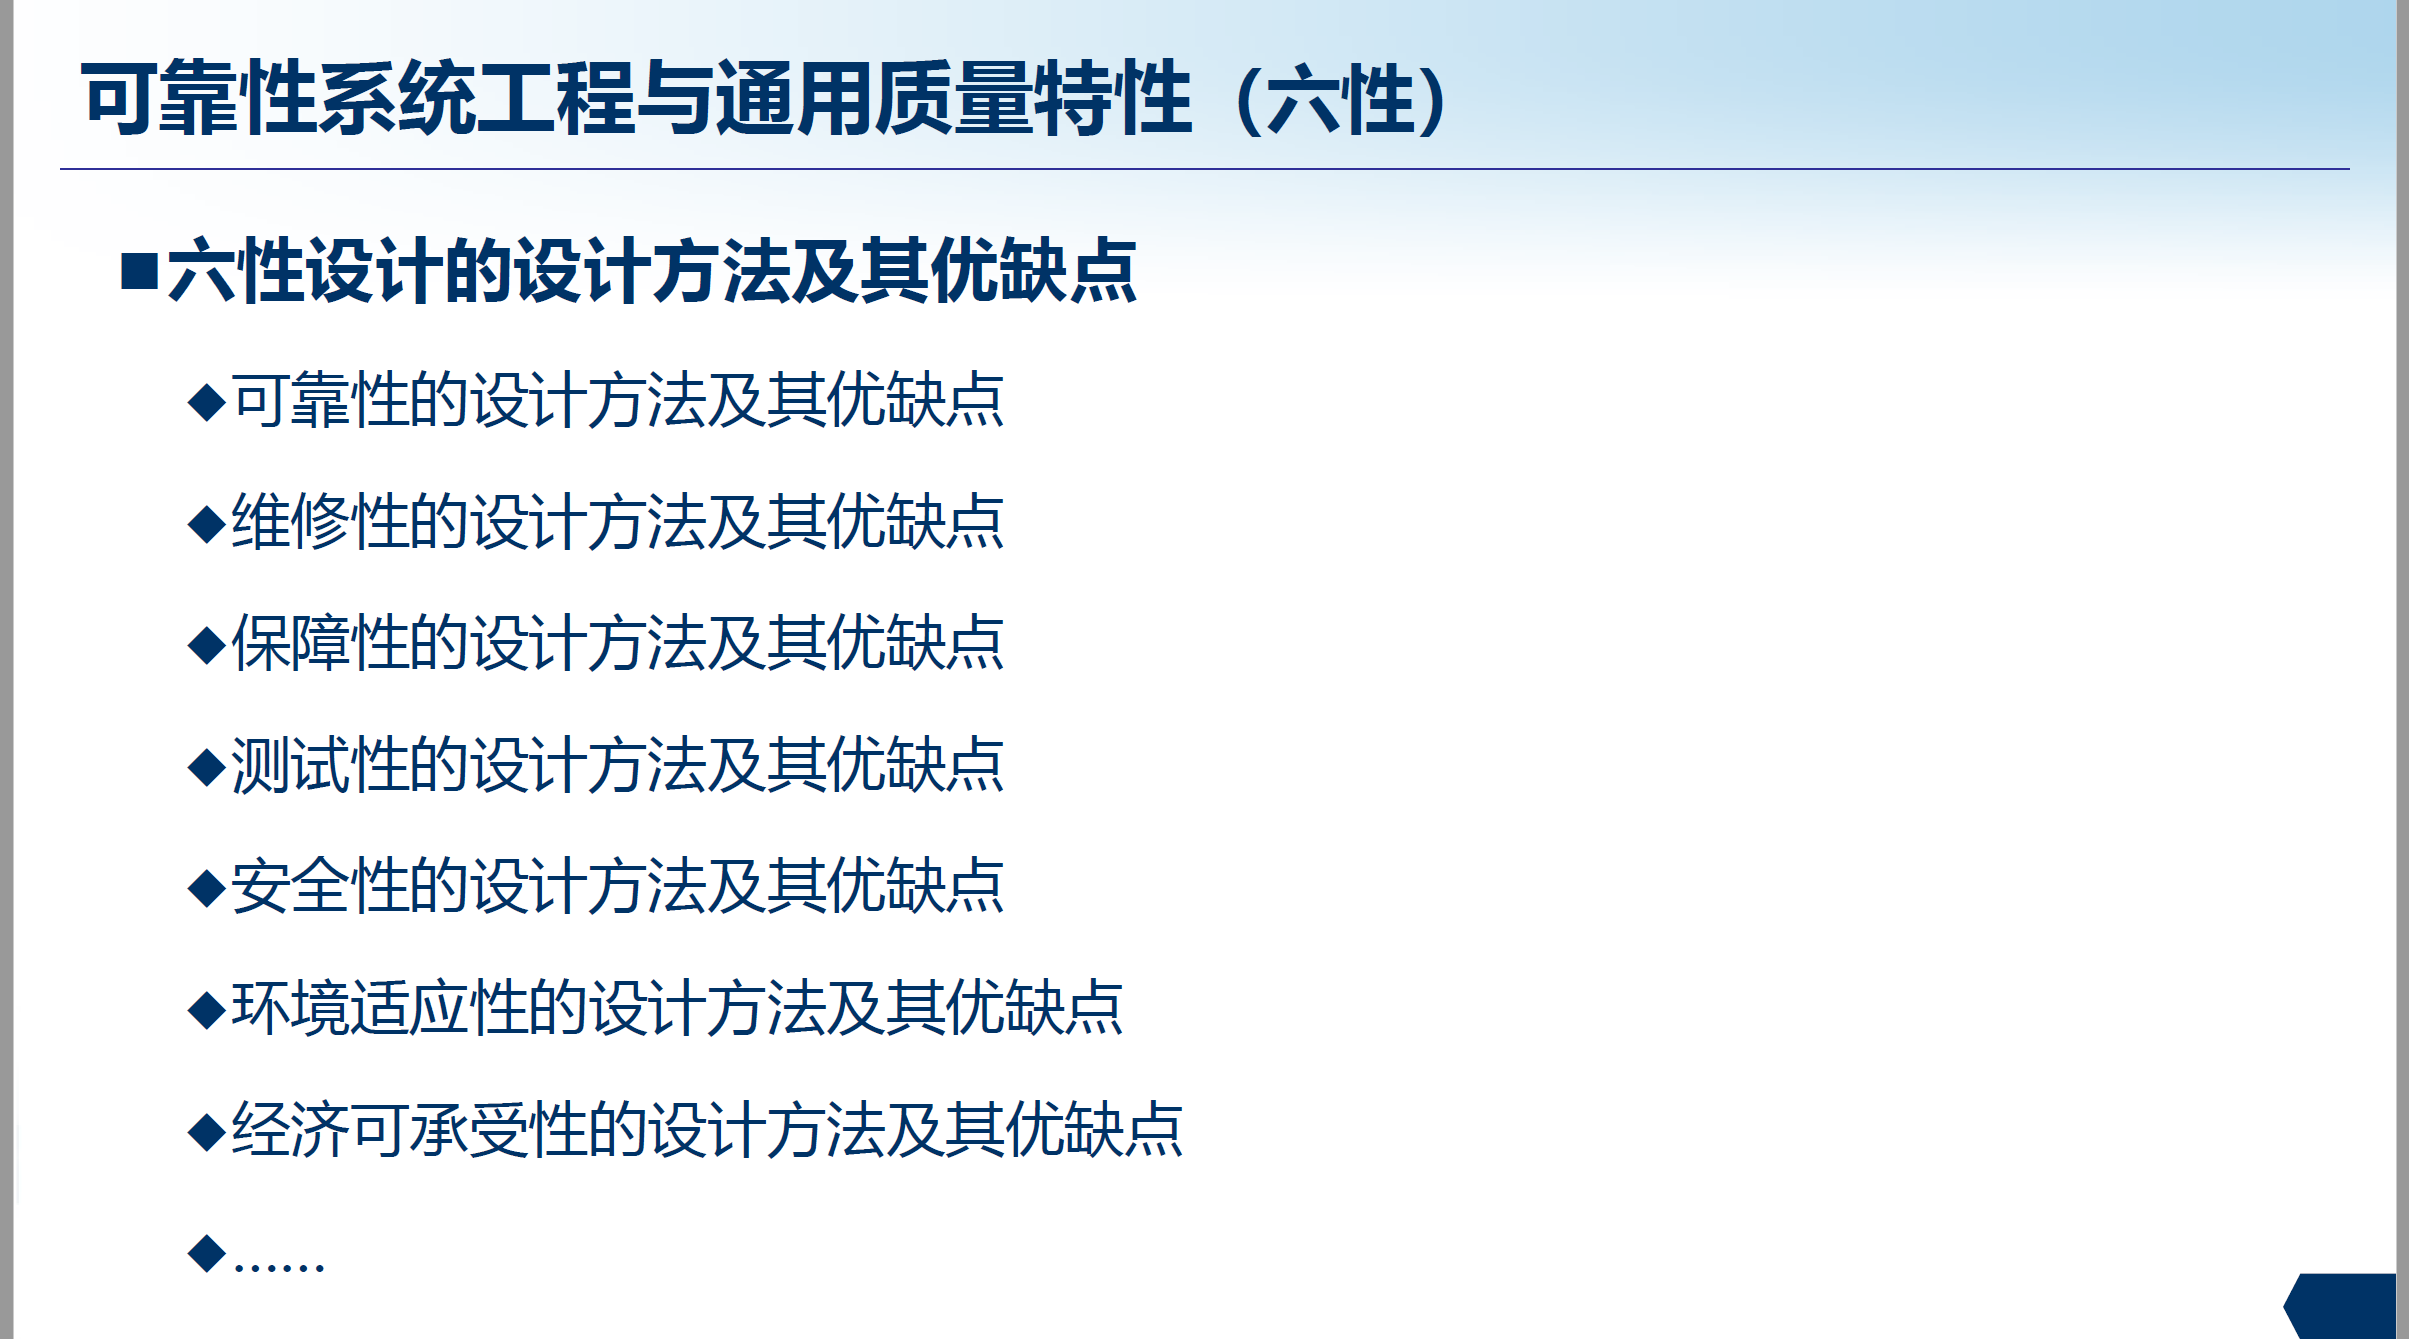 可靠性系统工程与通用质量特性（六性）
■六性设计的设计方法及其优缺点
◆可靠性的设计方法及其优缺点
◆维修性的设计方法及其优缺点
◆保障性的设计方法及其优缺点
◆测试性的设计方法及其优缺点
◆安全性的设计方法及其优缺点
◆环境适应性的设计方法及其优缺点
◆经济可承受性的设计方法及其优缺点
◆……